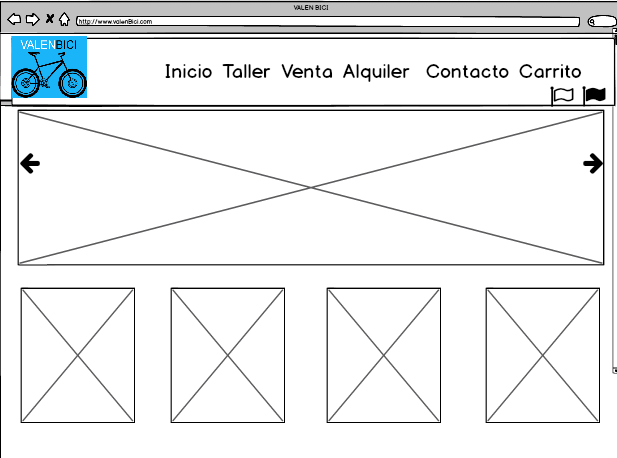 VALEN BICI
http://www.valenBici.com
VALENBICI
Inicio Taller Venta Alquiler Contacto Carrito